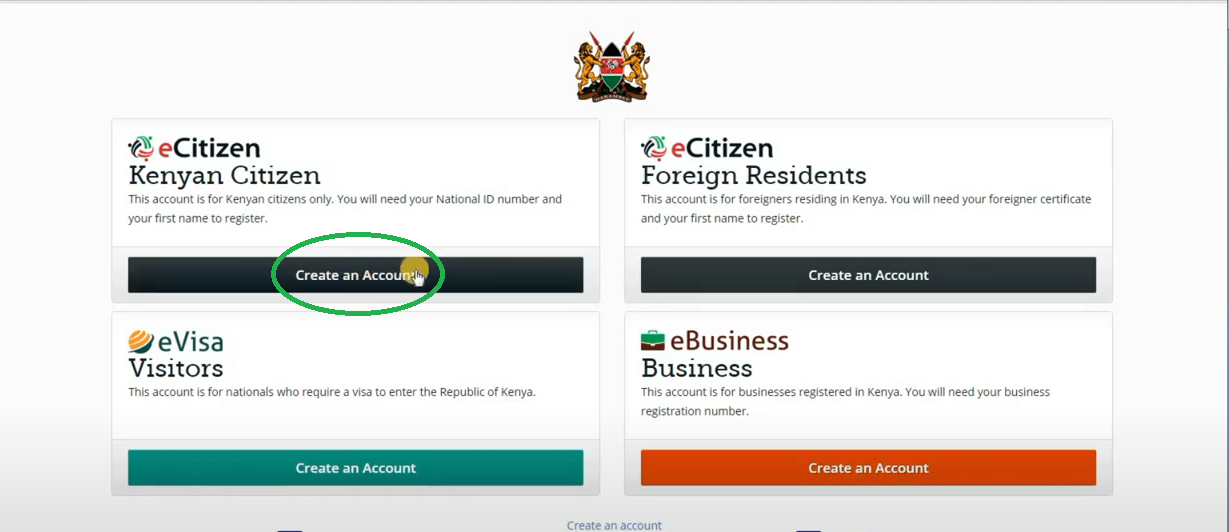 eCitizen
Kenyan Citizen
This account is for Kenyan citizens only. You will need your National ID number and
your first name to register.
Create an Account
eCitizen
Foreign Residents
This account is for foreigners residing in Kenya. You will need your foreigner certificate
and your first name to register.
Create an Account
eVisa
Visitors
This account is for nationals who require a visa to enter the Republic of Kenya.
Create an Account
eBusiness
Business
This account is for businesses registered in Kenya. You will need your business
registration number.
Create an Account
Create an account